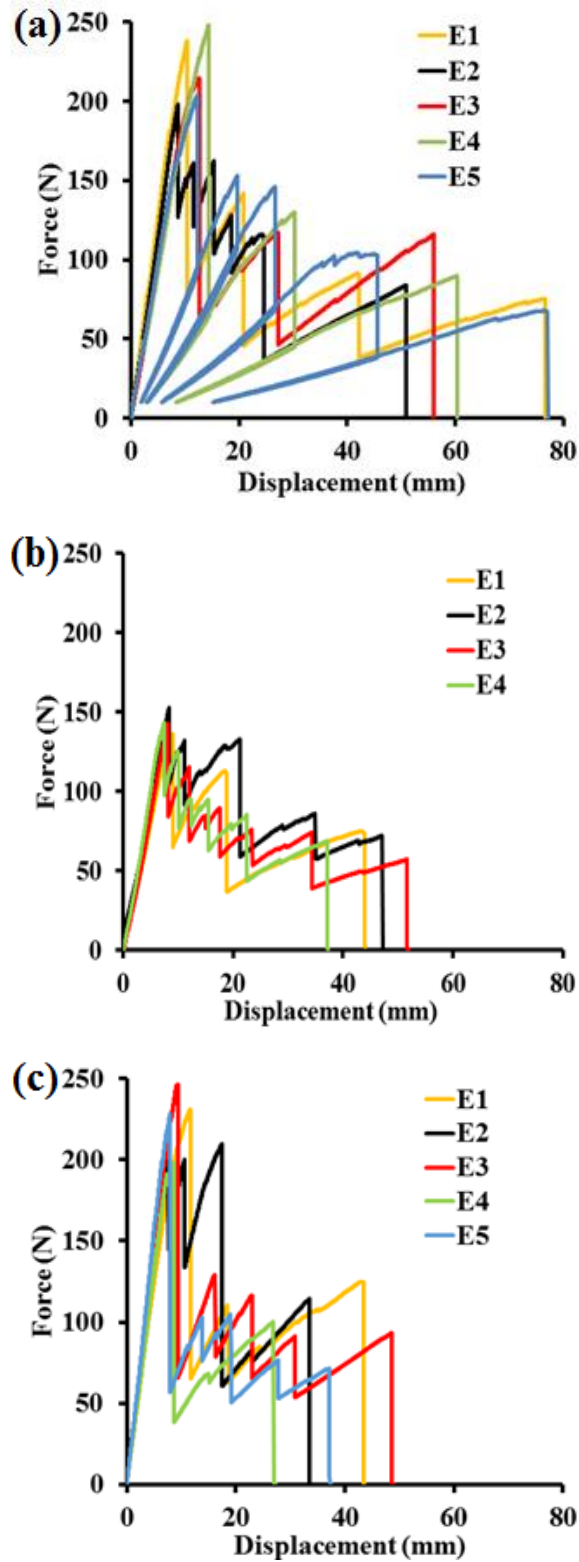 (a)
250
200
150
100
50
0
Force (N)
E1
E2
E3
E4
E5
0 20 40 60 80
Displacement (mm)
(b)
250
200
150
100
50
0
Force (N)
E1
E2
E3
E4
0 20 40 60 80
Displacement (mm)
(c)
250
200
150
100
50
0
Force (N)
E1
E2
E3
E4
E5
0 20 40 60 80
Displacement (mm)